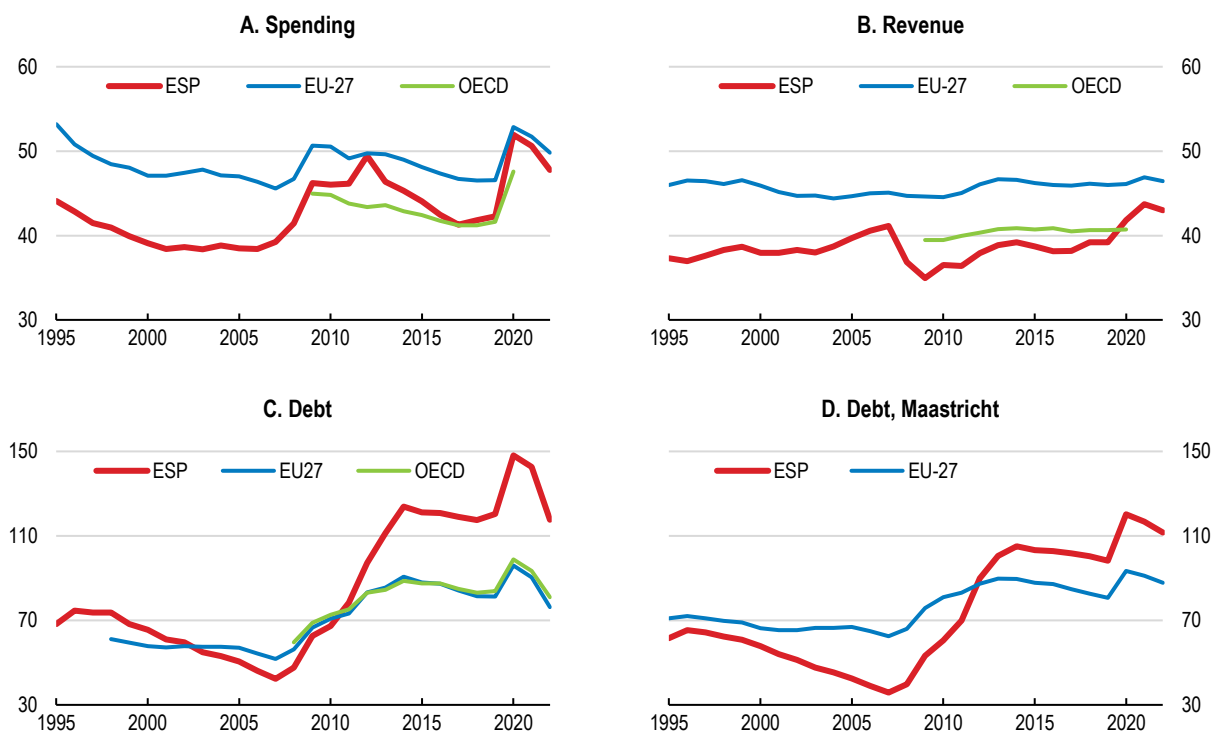 A. Spending
60
ESP EU-27 OECD
50
40
30
1995 2000 2005 2010 2015 2020
B. Revenue
60
ESP EU-27 OECD
50
40
30
1995 2000 2005 2010 2015 2020
C. Debt
150
ESP EU27 OECD
110
70
30
1995 2000 2005 2010 2015 2020
D. Debt, Maastricht
150
ESP EU-27
110
70
30
1995 2000 2005 2010 2015 2020